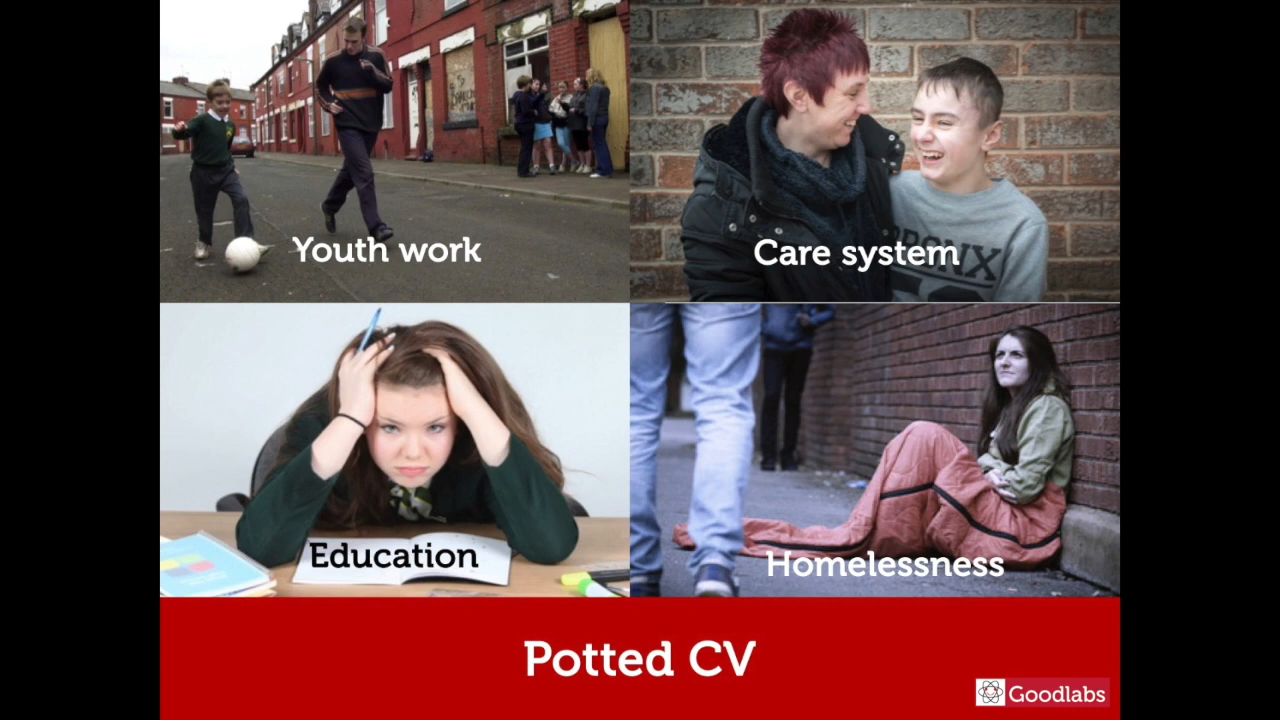 Youth work
Care system
Education
Homelessness
Potted CV
Goodlabs